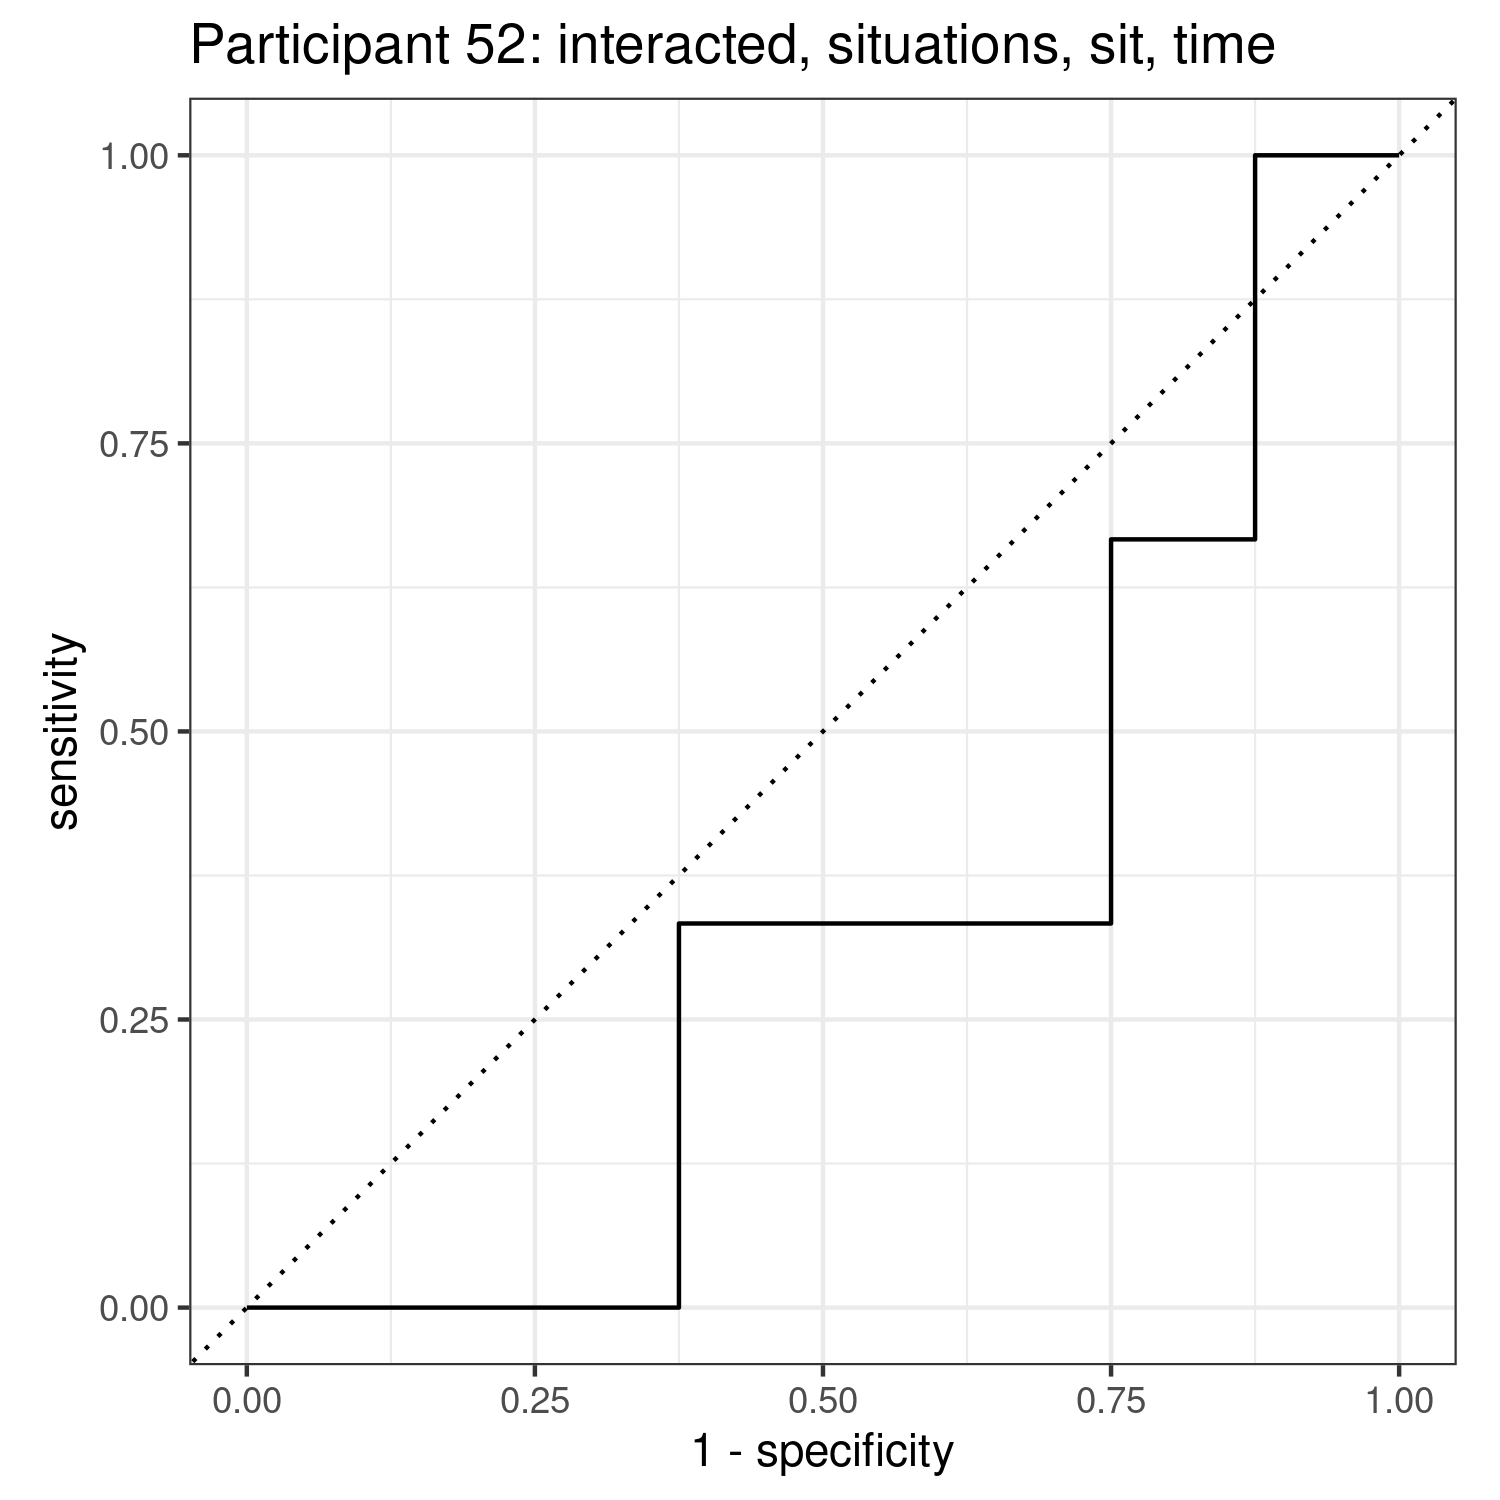 Participant 52: interacted, situations, sit, time
1.00
0.75
0.50
0.25
0.00
sensitivity
0.00 0.25 0.50 0.75 1.00
1 - specificity